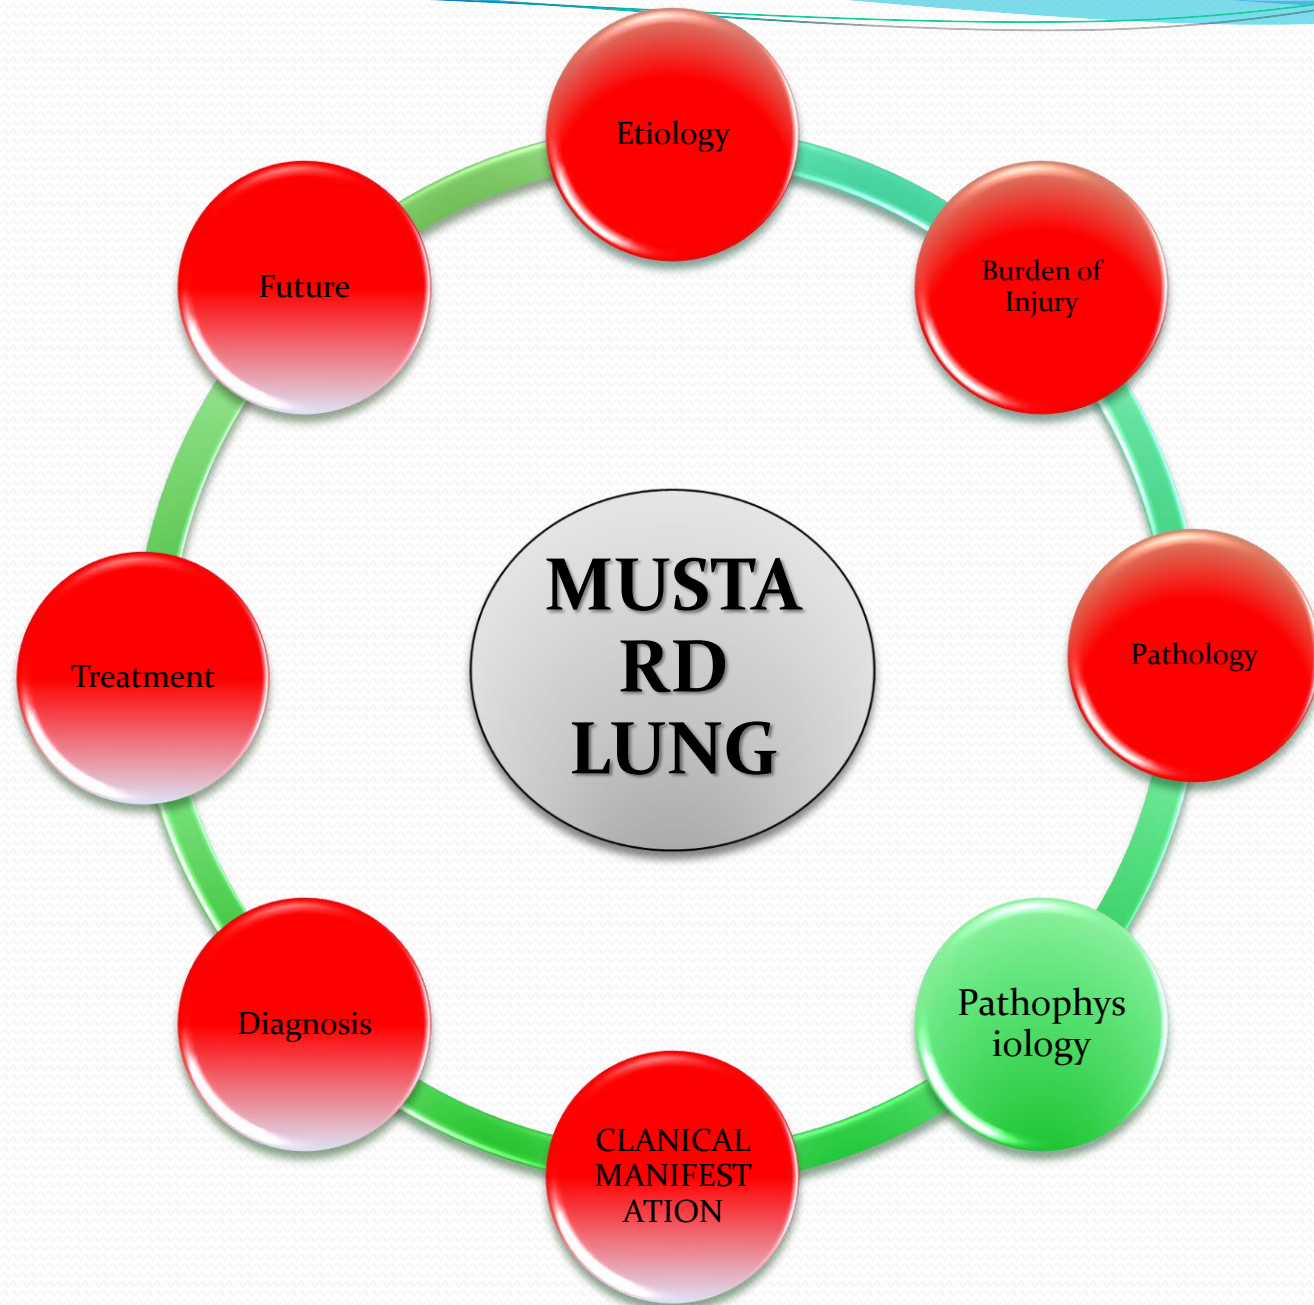 Etiology
Burden of
Injury
Pathology
Pathophys
iology
CLANICAL
MANIFEST
ATION
Diagnosis
Treatment
Future
MUSTA
RD
LUNG